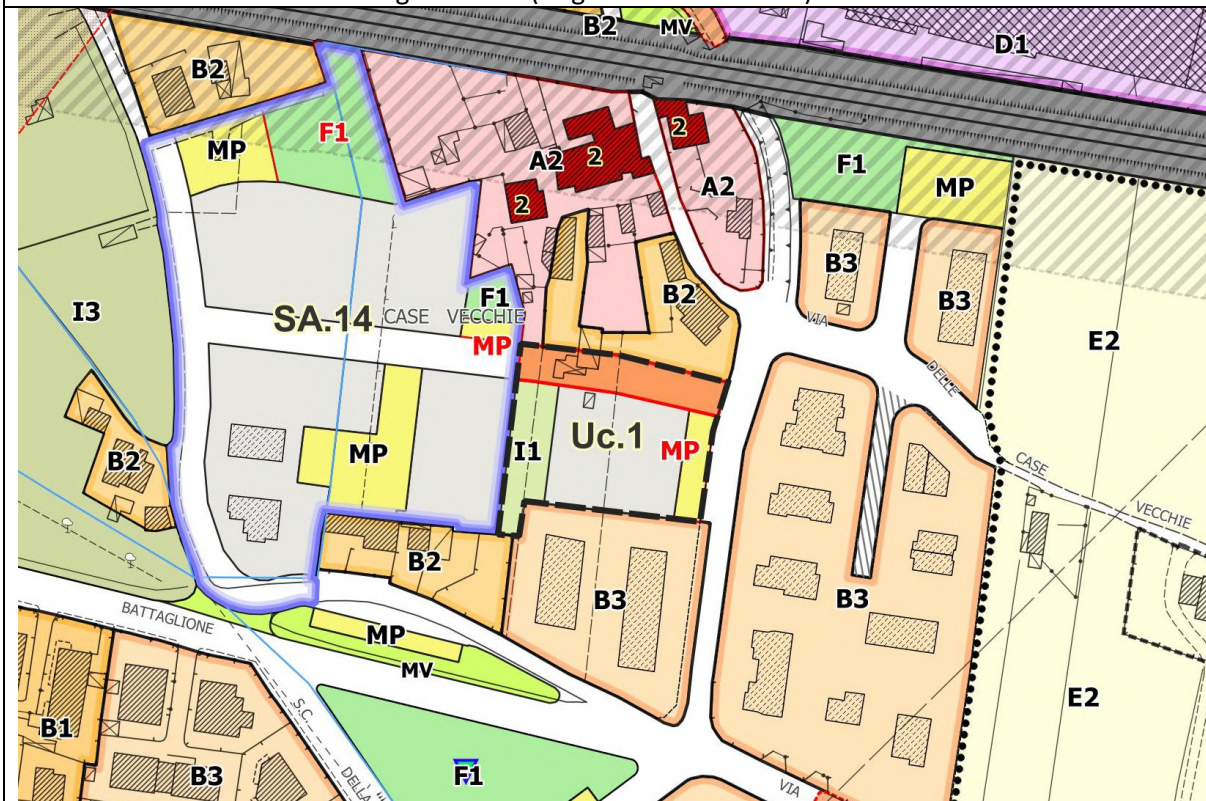 B2
MV
D1
B2
MP
F1
A2
2
2
2
A2
F1
MP
B3
B3
E2
I3
SA.14
CASE VECCHIE
F1
MP
B2
VIA
DELLE
CASE
VECCHIE
I1
Uc.1
MP
MP
B2
B2
B3
B3
E2
BATTAGLIONE
MP
MV
B1
B3
S.C.
DELLA
F1
VIA